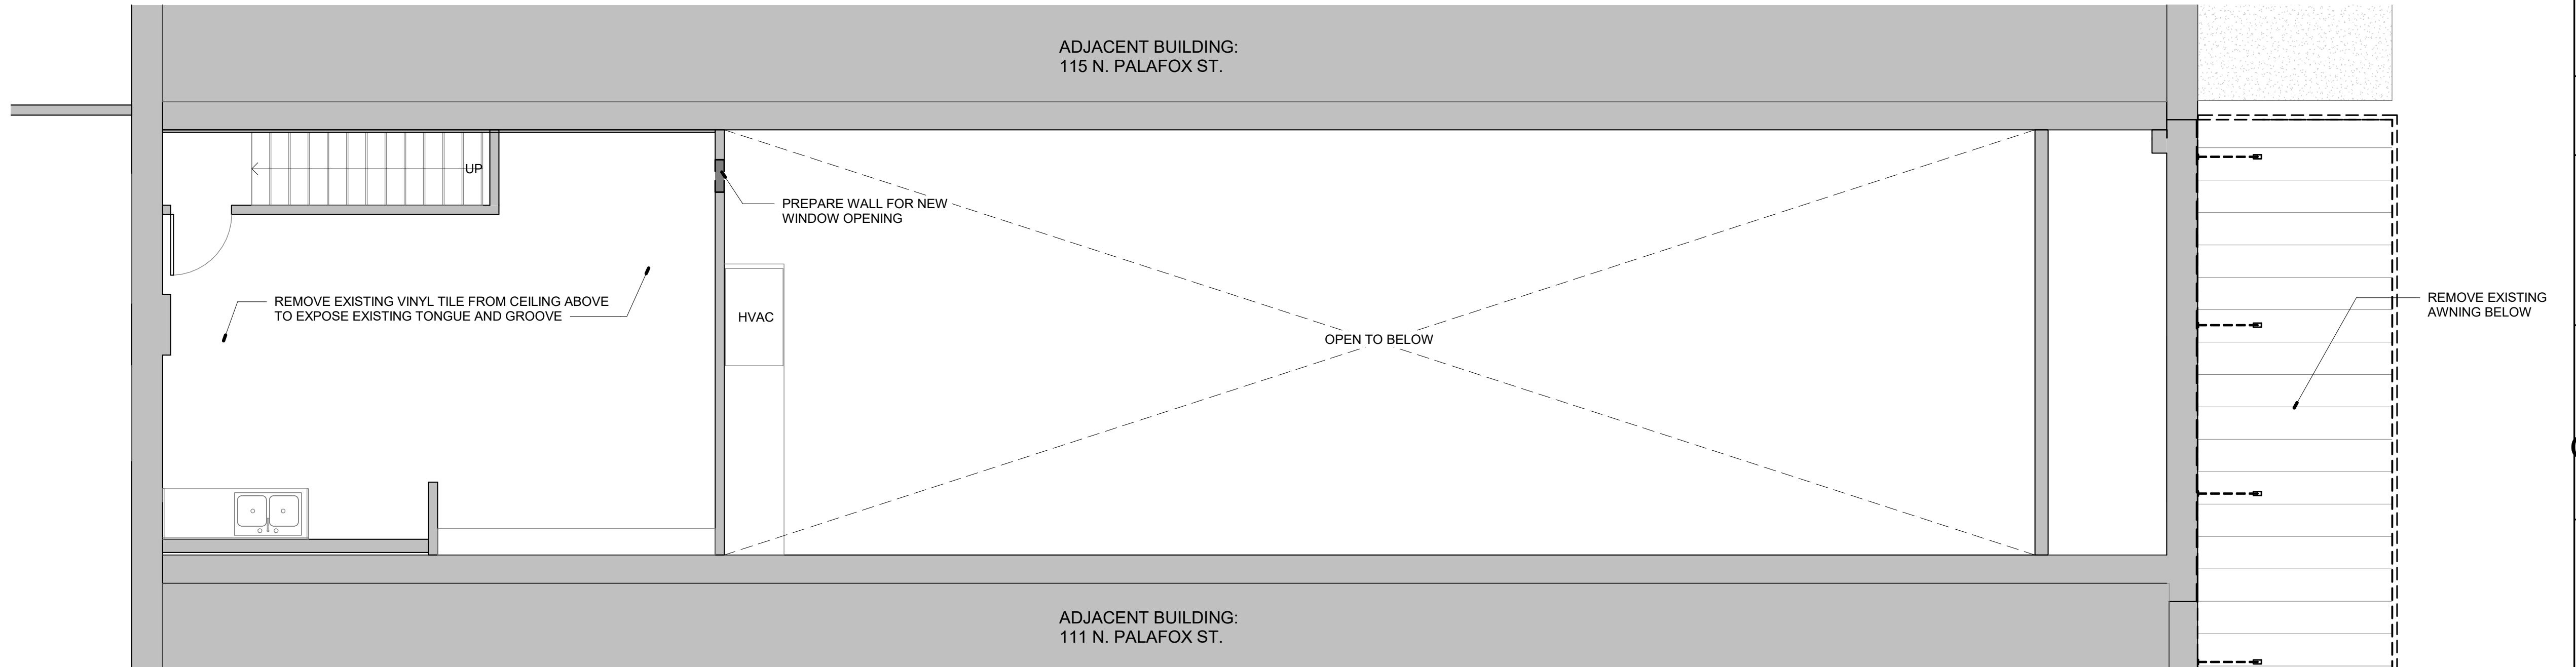 ADJACENT BUILDING:
115 N. PALAFOX ST.
UP
PREPARE WALL FOR NEW
WINDOW OPENING
REMOVE EXISTING VINYL TILE FROM CEILING ABOVE
TO EXPOSE EXISTING TONGUE AND GROOVE
HVAC
OPEN TO BELOW
REMOVE EXISTING
AWNING BELOW
ADJACENT BUILDING:
111 N. PALAFOX ST.